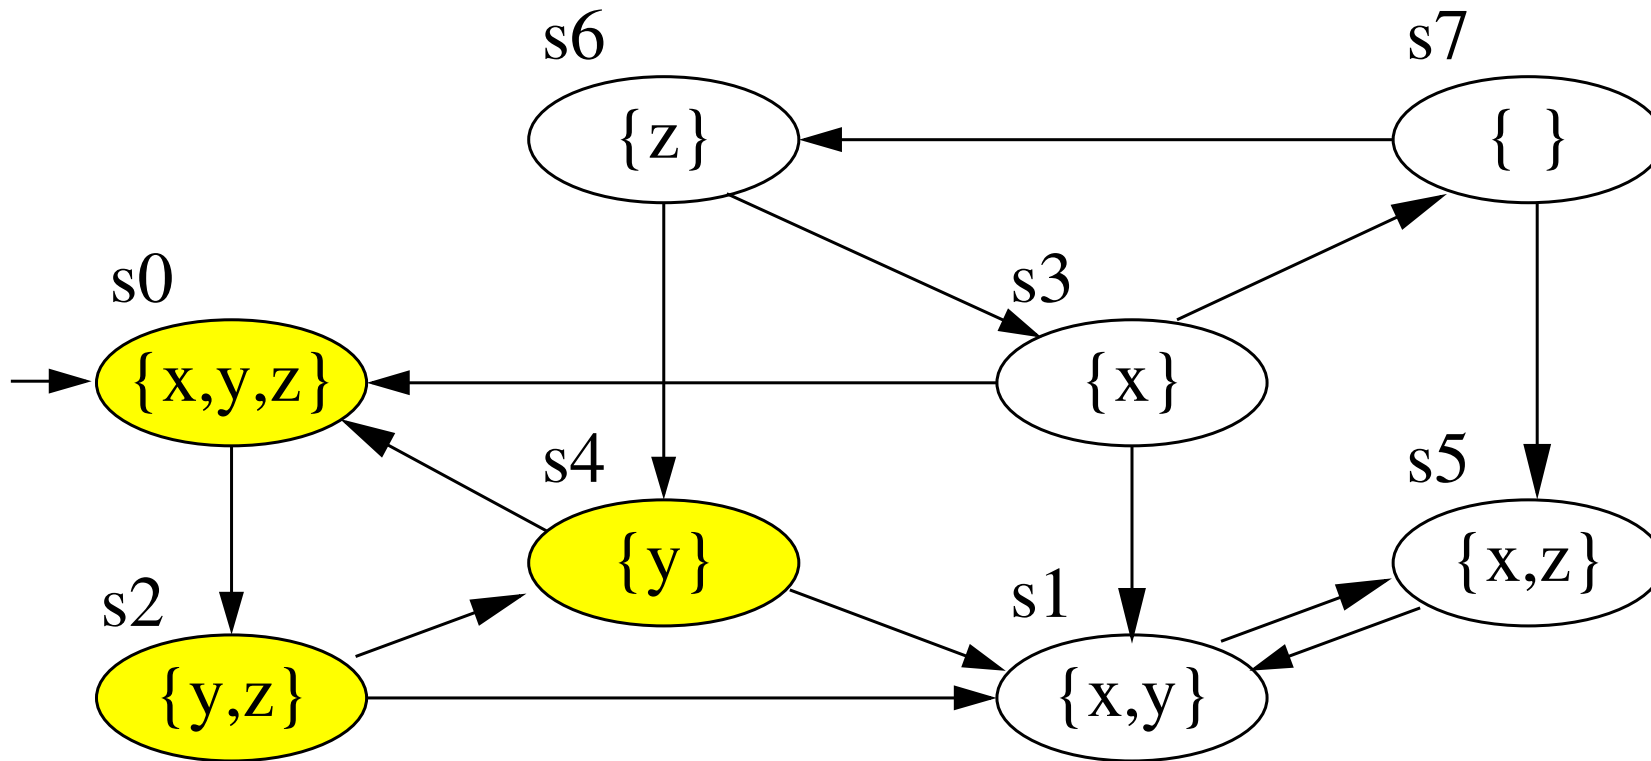 s6
s7
{z}
{ }
s0
s3
{x,y,z}
{x}
s4
s5
{y}
{x,z}
s2
s1
{y,z}
{x,y}